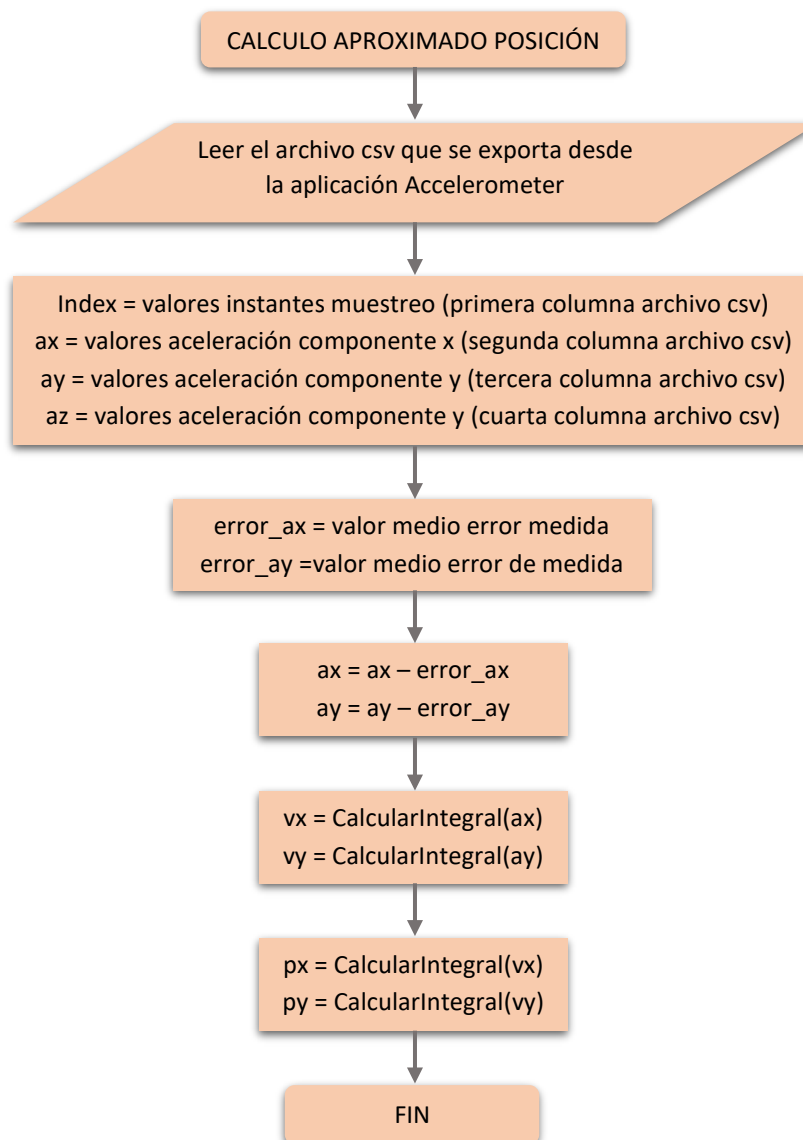 CALCULO APROXIMADO POSICIÓN
Leer el archivo csv que se exporta desde
la aplicación Accelerometer
Index = valores instantes muestreo (primera columna archivo csv)
ax = valores aceleración componente x (segunda columna archivo csv)
ay = valores aceleración componente y (tercera columna archivo csv)
az = valores aceleración componente y (cuarta columna archivo csv)
error_ax = valor medio error medida
error_ay =valor medio error de medida
ax = ax – error_ax
ay = ay – error_ay
vx = CalcularIntegral(ax)
vy = CalcularIntegral(ay)
px = CalcularIntegral(vx)
py = CalcularIntegral(vy)
FIN